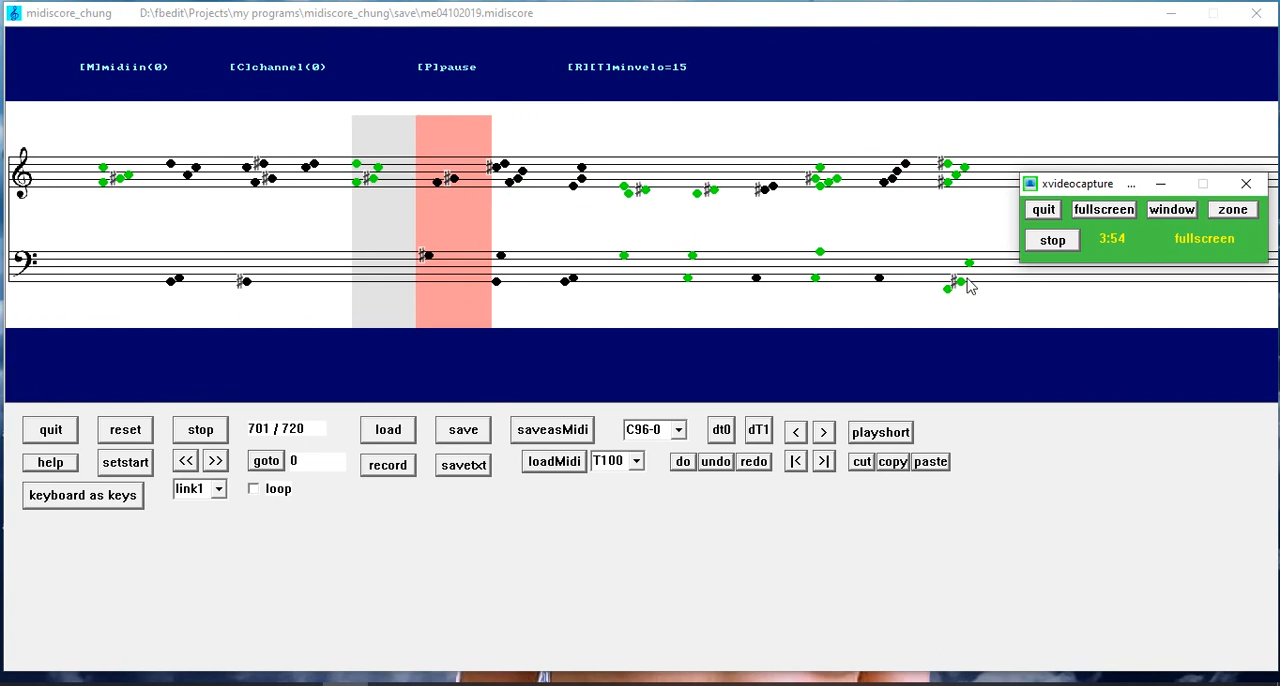 midiscore_chung D:\fbedit\Projects\my programs\midiscore_chung\save\me04102019.midiscore
[M]midiin(0) [C]channel(0) [P]pause [R][T]minvelo=15
xvideocapture ...
quit fullscreen window zone
stop 3:54 fullscreen
quit reset stop 701 / 720 load save saveasMidi C96-0 dt0 dT1 < > playshort
help setstart << >> goto 0 record savetxt loadMidi T100 do undo redo |< >| cut copy paste
keyboard as keys link1 loop